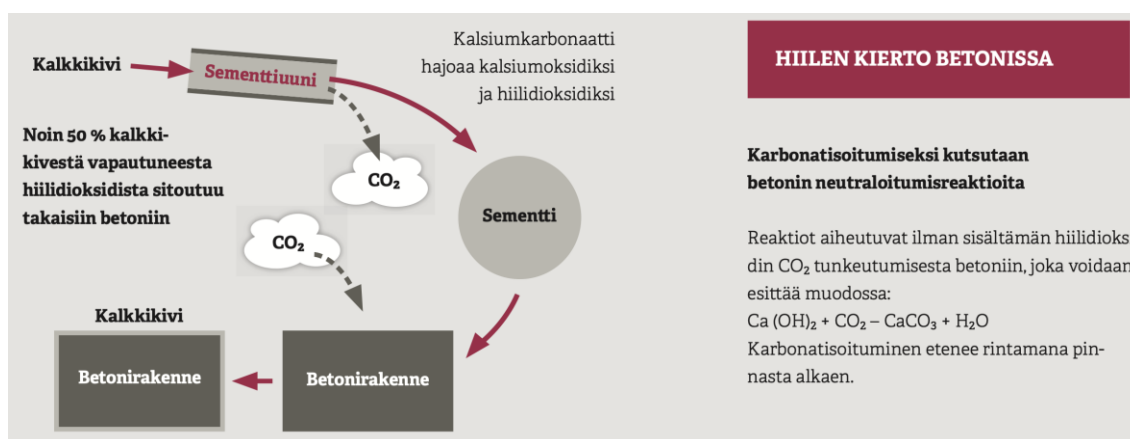 Kalkkikivi
Sementtiuuni
Kalsiumkarbonaatti
hajoaa kalsiumoksidiksi
ja hiilidioksidiksi
Noin 50 % kalkki-
kivestä vapautuneesta
hiilidioksidista sitoutuu
takaisiin betoniin
CO₂
CO₂
Sementti
Kalkkikivi
Betonirakenne
Betonirakenne
HIILEN KIERTO BETONISSA
Karbonatisoitumiseksi kutsutaan
betonin neutraloitumisreaktioita
Reaktiot aiheutuvat ilman sisältämän hiilidioks
din CO₂ tunkeutumisesta betoniin, joka voidaan
esittää muodossa:
Ca (OH)₂ + CO₂ – CaCO₃ + H₂O
Karbonatisoituminen etenee rintamana pin-
nasta alkaen.